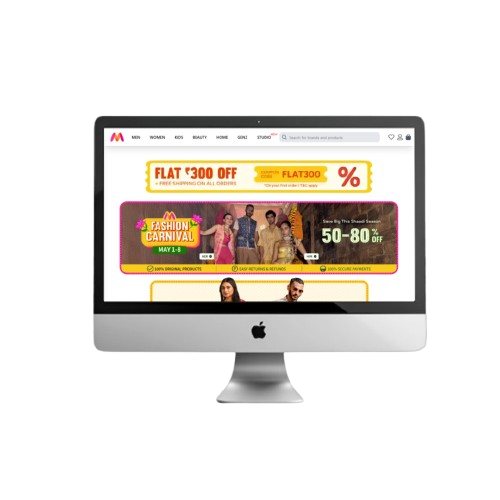 MEN WOMEN KIDS BEAUTY HOME GENZ STUDIO NEW
Search for brands and products
FLAT ₹300 OFF
+ FREE SHIPPING ON ALL ORDERS
FLAT300
%
FASHION
CARNIVAL
MAY 1-8
Save Big This Shaadi Season
50-80% OFF
100% ORIGINAL PRODUCTS
EASY RETURNS & REFUNDS
100% SECURE PAYMENTS